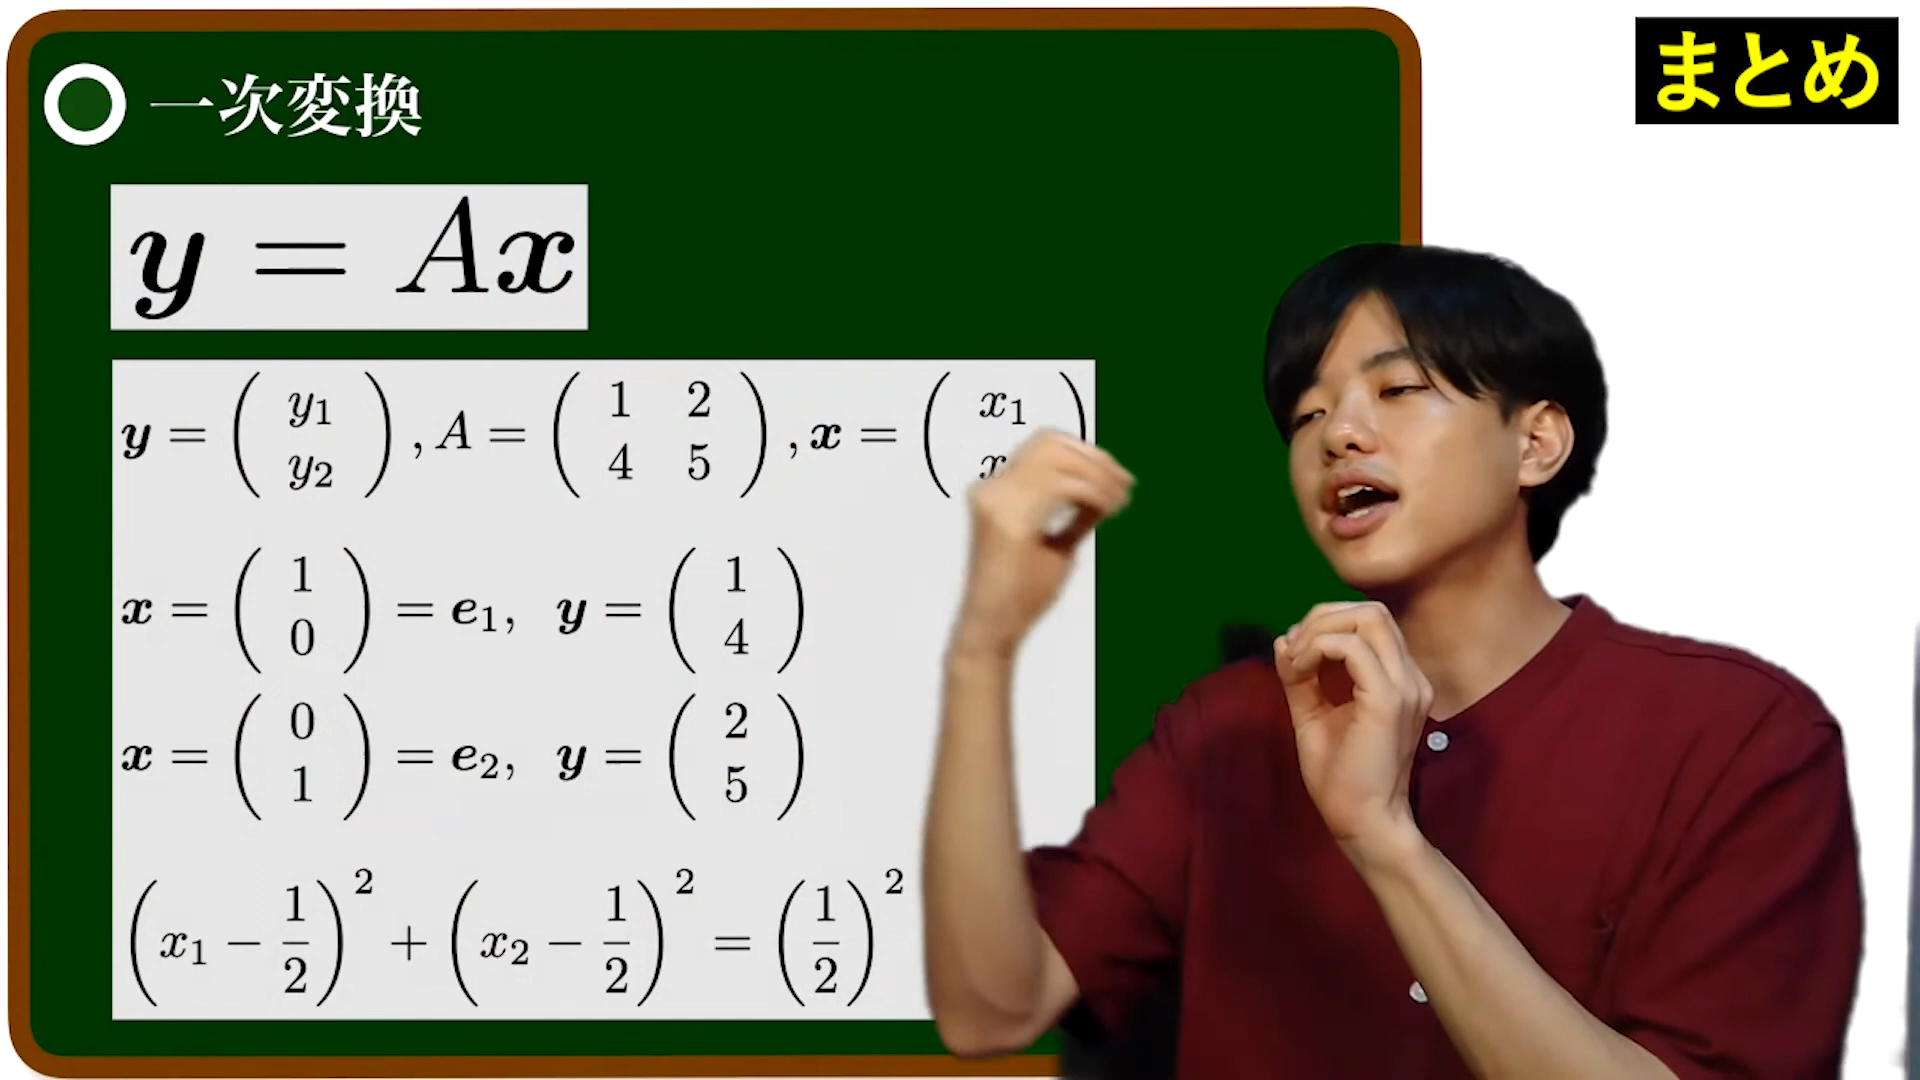 まとめ
一次変換
y = Ax
y = ( y₁ y₂ ) , A = ( 1 2 4 5 ) , x = ( x₁
x = ( 1 0 ) = e₁, y = ( 1 4 )
x = ( 0 1 ) = e₂, y = ( 2 5 )
( x₁ − 1/2 )² + ( x₂ − 1/2 )² = ( 1/2 )²